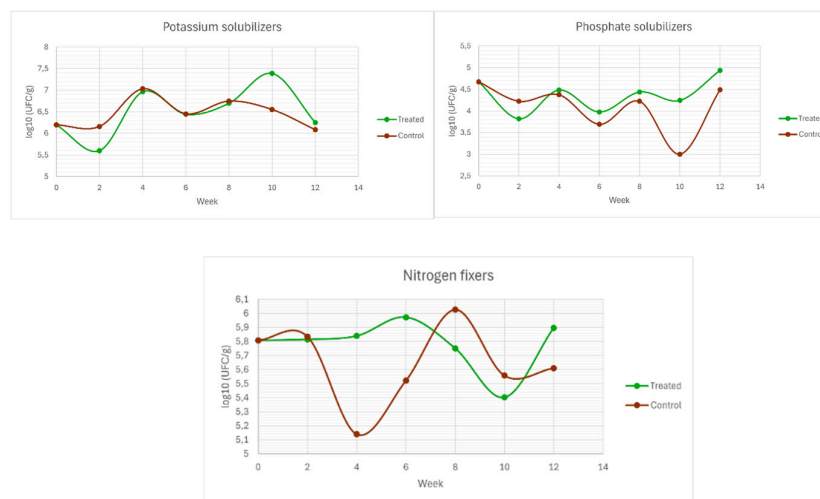 Potassium solubilizers
log10 (UFC/g)
8
7,5
7
6,5
6
5,5
5
0 2 4 6 8 10 12 14
Week
Treated
Control
Phosphate solubilizers
log10 (UFC/g)
5,5
5
4,5
4
3,5
3
2,5
0 2 4 6 8 10 12 14
Week
Treate
Control
Nitrogen fixers
log10 (UFC/g)
6,1
6
5,9
5,8
5,7
5,6
5,5
5,4
5,3
5,2
5,1
5
0 2 4 6 8 10 12 14
Week
Treated
Control